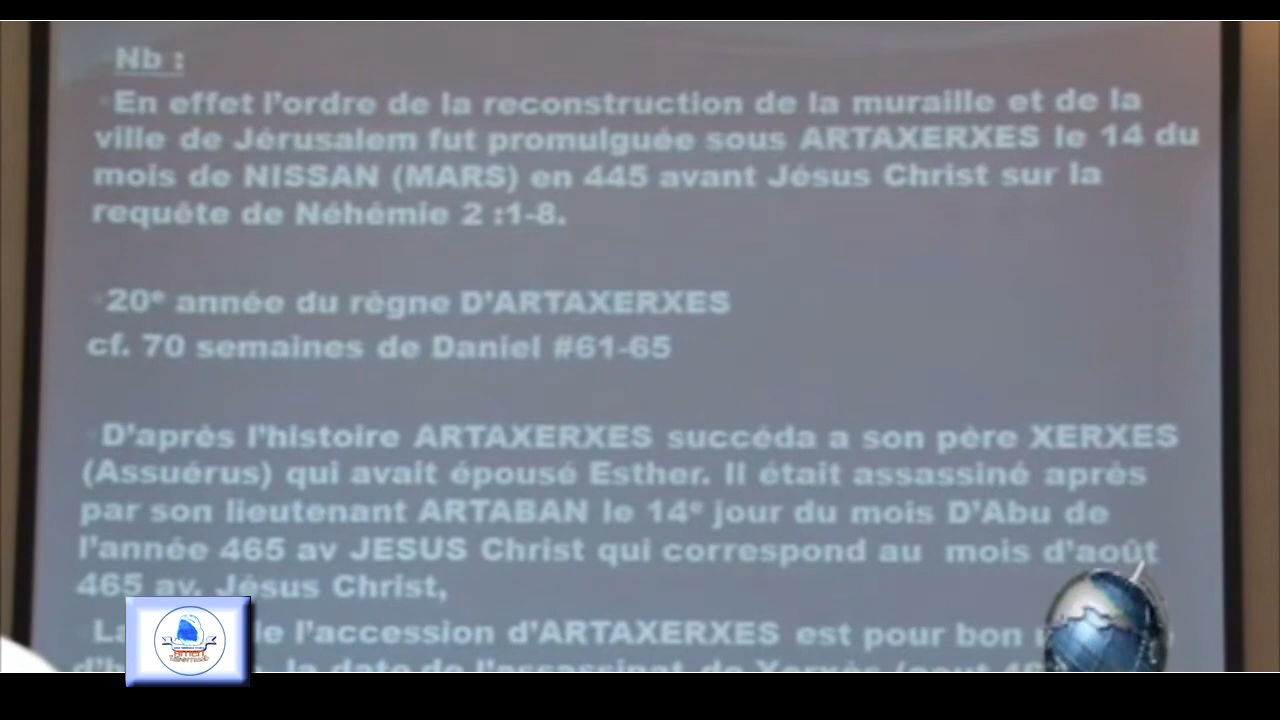 Nb :
En effet l'ordre de la reconstruction de la muraille et de la
ville de Jérusalem fut promulguée sous ARTAXERXES le 14 du
mois de NISSAN (MARS) en 445 avant Jésus Christ sur la
requête de Néhémie 2 :1-8.
20e année du règne D'ARTAXERXES
cf. 70 semaines de Daniel #61-65
D'après l'histoire ARTAXERXES succéda a son père XERXES
(Assuérus) qui avait épousé Esther. Il était assassiné après
par son lieutenant ARTABAN le 14e jour du mois D'Abu de
l'année 465 av JESUS Christ qui correspond au mois d'août
465 av. Jésus Christ,
l'accession d'ARTAXERXES est pour bon
la date de l'assassinat de